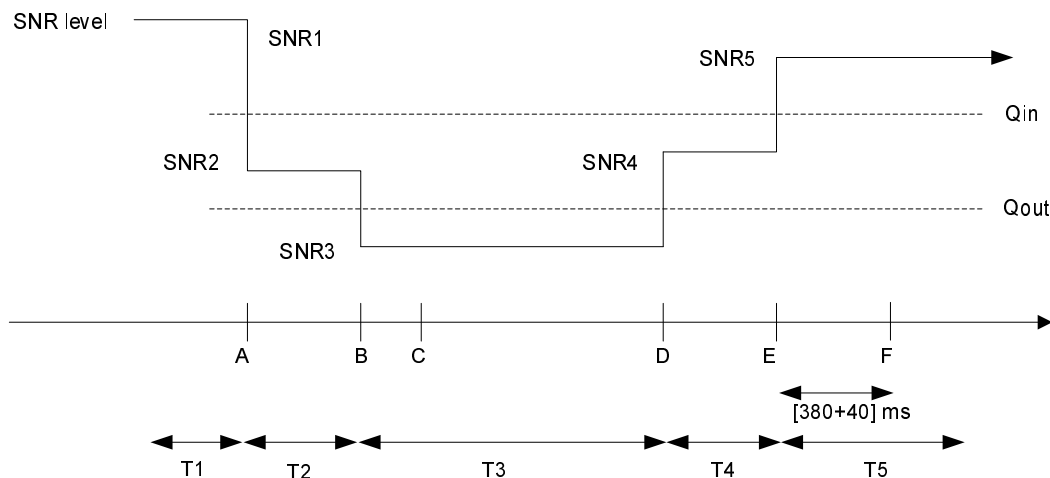 SNR level
SNR1
SNR5
Qin
SNR2
SNR4
Qout
SNR3
A
B
C
D
E
F
[380+40] ms
T1
T2
T3
T4
T5